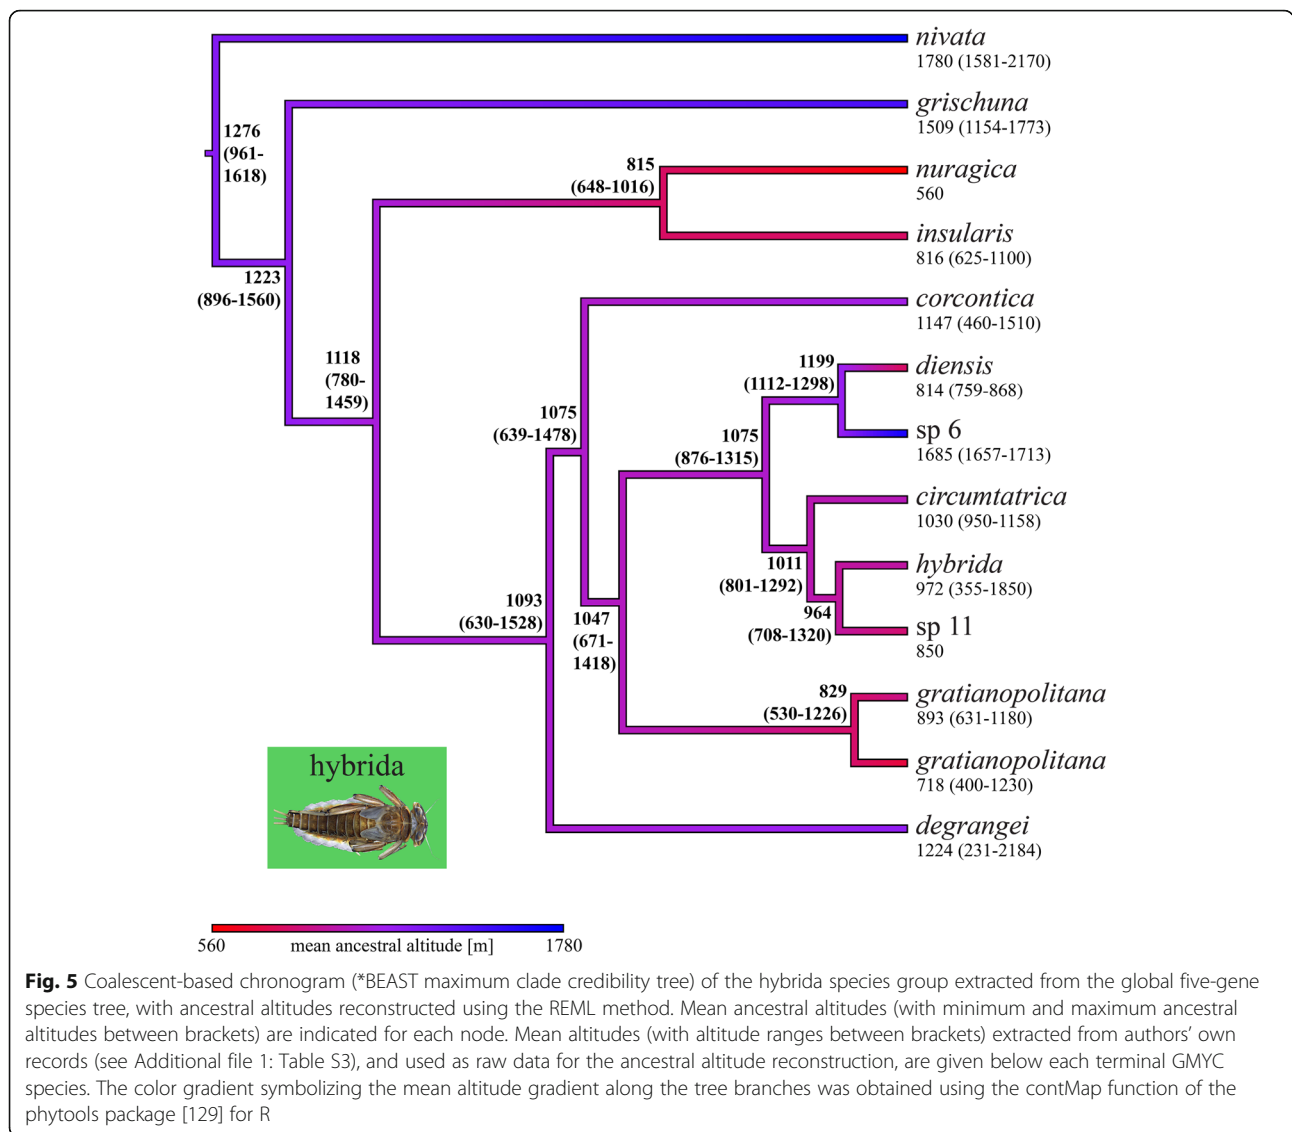 nivata
1780 (1581-2170)
grischuna
1509 (1154-1773)
1276
(961-
1618)
815
(648-1016)
nuragica
560
insularis
816 (625-1100)
1223
(896-1560)
corcontica
1147 (460-1510)
1118
(780-
1459)
1199
(1112-1298)
diensis
814 (759-868)
1075
(639-1478)
1075
(876-1315)
sp 6
1685 (1657-1713)
circumtatrica
1030 (950-1158)
1011
(801-1292)
hybrida
972 (355-1850)
1093
(630-1528)
1047
(671-
1418)
964
(708-1320)
sp 11
850
829
(530-1226)
gratianopolitana
893 (631-1180)
gratianopolitana
718 (400-1230)
hybrida
degrangei
1224 (231-2184)
560 mean ancestral altitude [m] 1780
Fig. 5 Coalescent-based chronogram (*BEAST maximum clade credibility tree) of the hybrida species group extracted from the global five-gene
species tree, with ancestral altitudes reconstructed using the REML method. Mean ancestral altitudes (with minimum and maximum ancestral
altitudes between brackets) are indicated for each node. Mean altitudes (with altitude ranges between brackets) extracted from authors' own
records (see Additional file 1: Table S3), and used as raw data for the ancestral altitude reconstruction, are given below each terminal GMYC
species. The color gradient symbolizing the mean altitude gradient along the tree branches was obtained using the contMap function of the
phytools package [129] for R